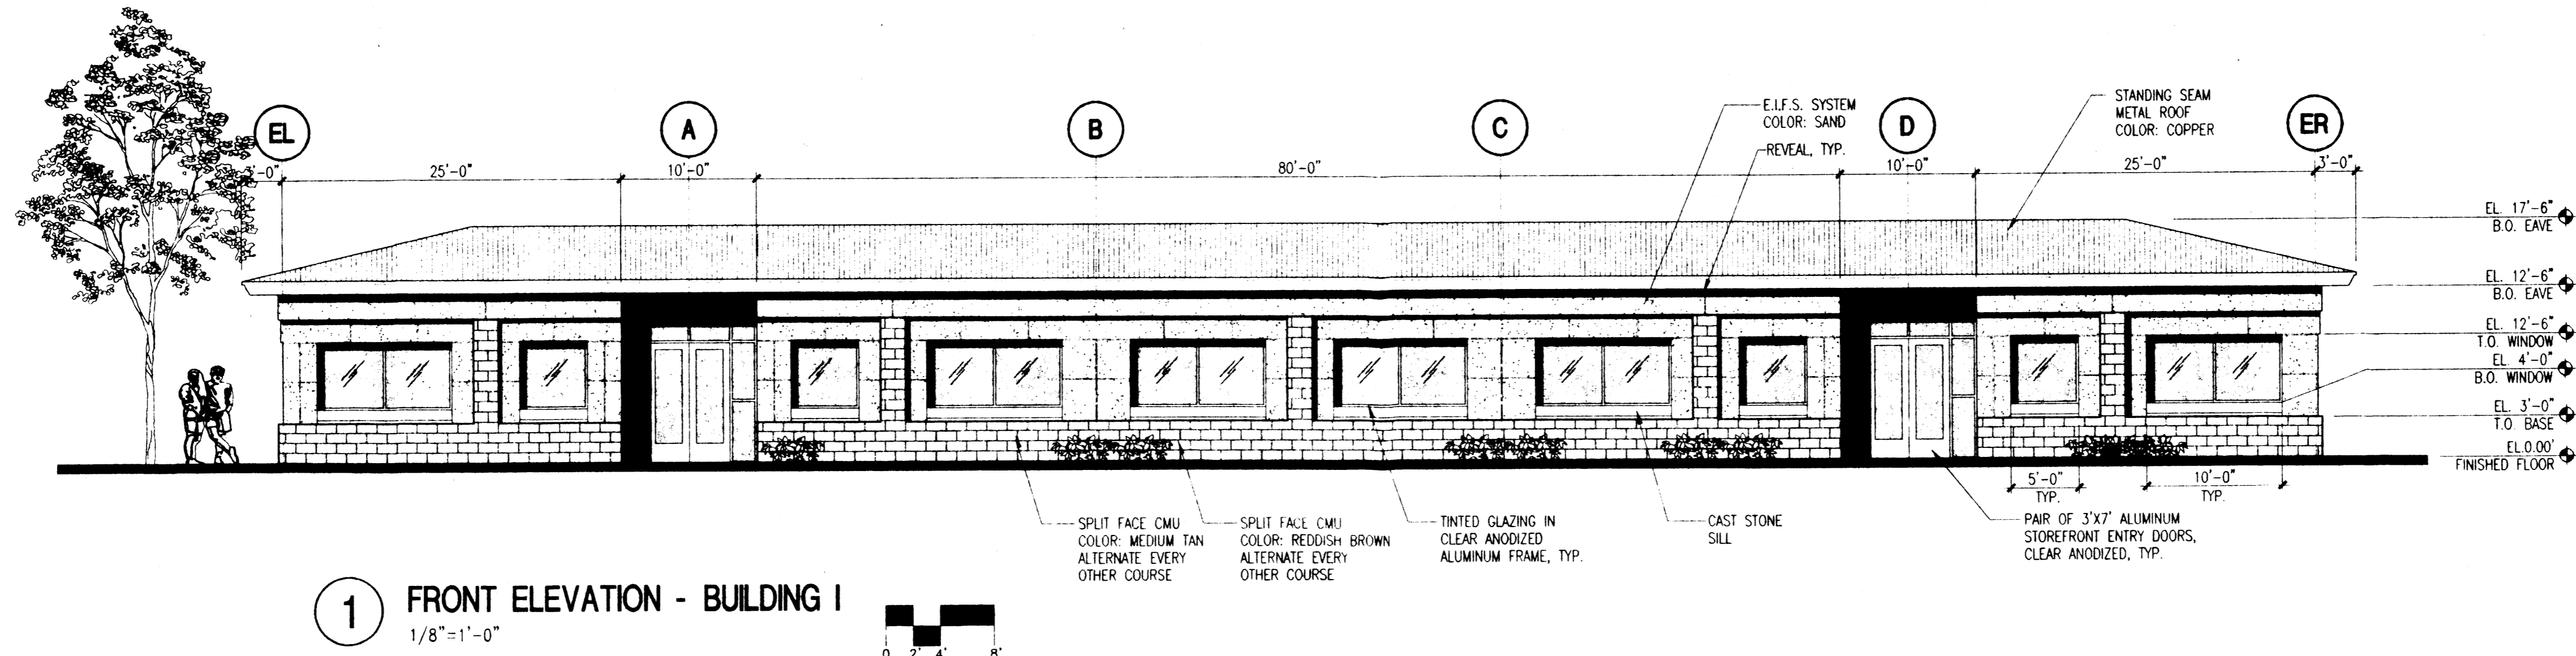 EL
A
B
C
D
ER
E.I.F.S. SYSTEM
COLOR: SAND
REVEAL, TYP.
STANDING SEAM
METAL ROOF
COLOR: COPPER
3'-0"
25'-0"
10'-0"
80'-0"
10'-0"
25'-0"
3'-0"
EL. 17'-6"
B.O. EAVE
EL. 12'-6"
B.O. EAVE
EL. 12'-6"
T.O. WINDOW
EL. 4'-0"
B.O. WINDOW
EL. 3'-0"
T.O. BASE
EL.0.00'
FINISHED FLOOR
5'-0"
TYP.
10'-0"
TYP.
SPLIT FACE CMU
COLOR: MEDIUM TAN
ALTERNATE EVERY
OTHER COURSE
SPLIT FACE CMU
COLOR: REDDISH BROWN
ALTERNATE EVERY
OTHER COURSE
TINTED GLAZING IN
CLEAR ANODIZED
ALUMINUM FRAME, TYP.
CAST STONE
SILL
PAIR OF 3'X7' ALUMINUM
STOREFRONT ENTRY DOORS,
CLEAR ANODIZED, TYP.
1
FRONT ELEVATION - BUILDING I
1/8"=1'-0"
0 2' 4' 8'